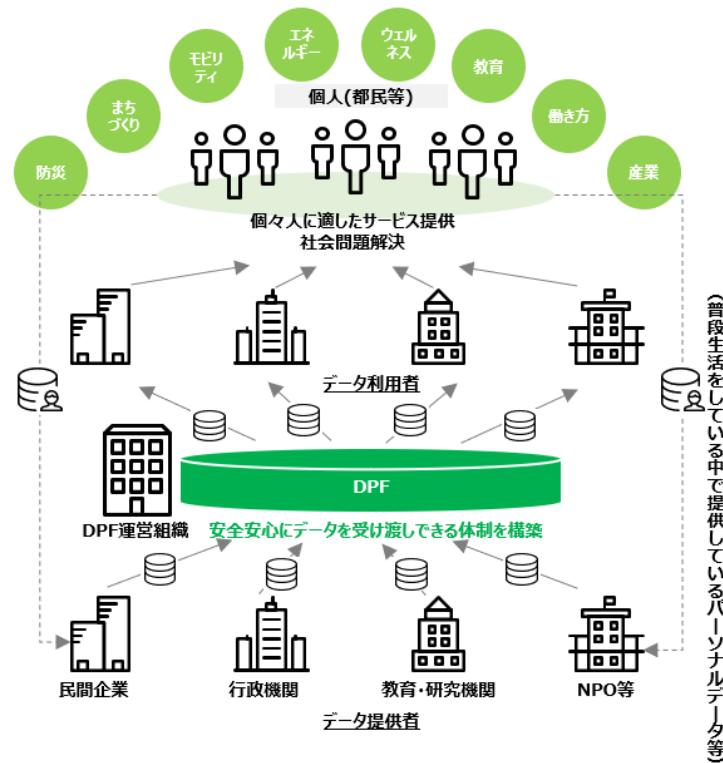 エネ
ルギー
ウェル
ネス
モビリ
ティ
教育
個人(都民等)
まち
づくり
働き方
防災
産業
個々人に適したサービス提供
社会問題解決
データ利用者
DPF
DPF運営組織
安全安心にデータを受け渡しできる体制を構築
民間企業
行政機関
教育・研究機関
NPO等
データ提供者
(普段生活をしている中で提供しているパーソナルデータ等)